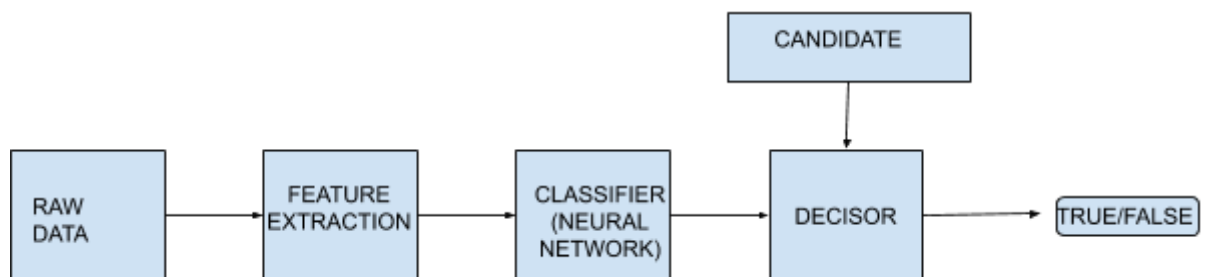 CANDIDATE
RAW
DATA
FEATURE
EXTRACTION
CLASSIFIER
(NEURAL
NETWORK)
DECISOR
TRUE/FALSE